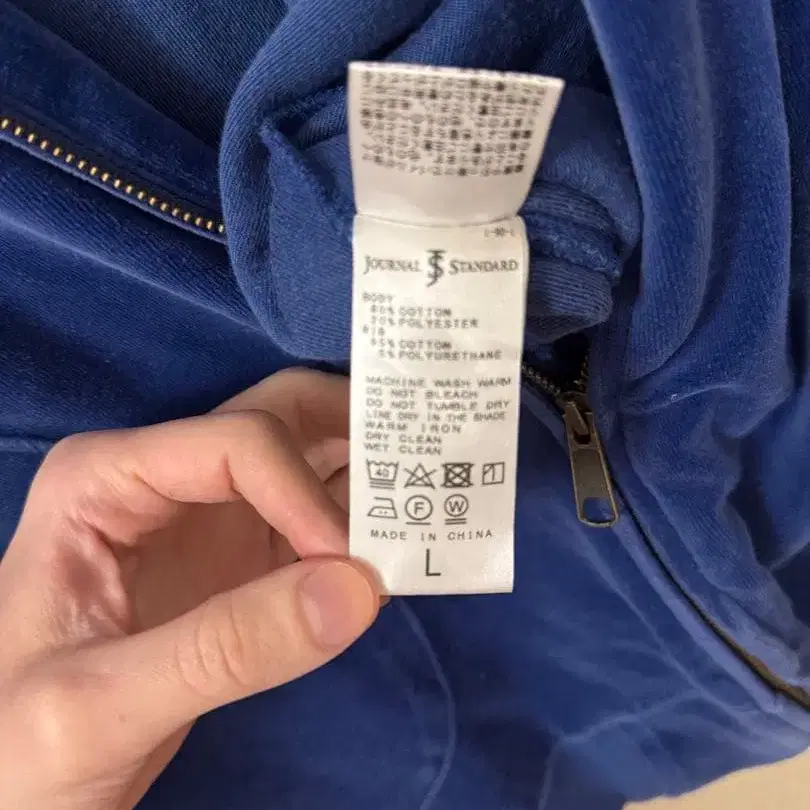 JOURNAL JS STANDARD
BODY
80% COTTON
20% POLYESTER
RIB
95% COTTON
5% POLYURETHANE
MACHINE WASH WARM
DO NOT BLEACH
DO NOT TUMBLE DRY
LINE DRY IN THE SHADE
WARM IRON
DRY CLEAN
WET CLEAN
40
F W
MADE IN CHINA
L